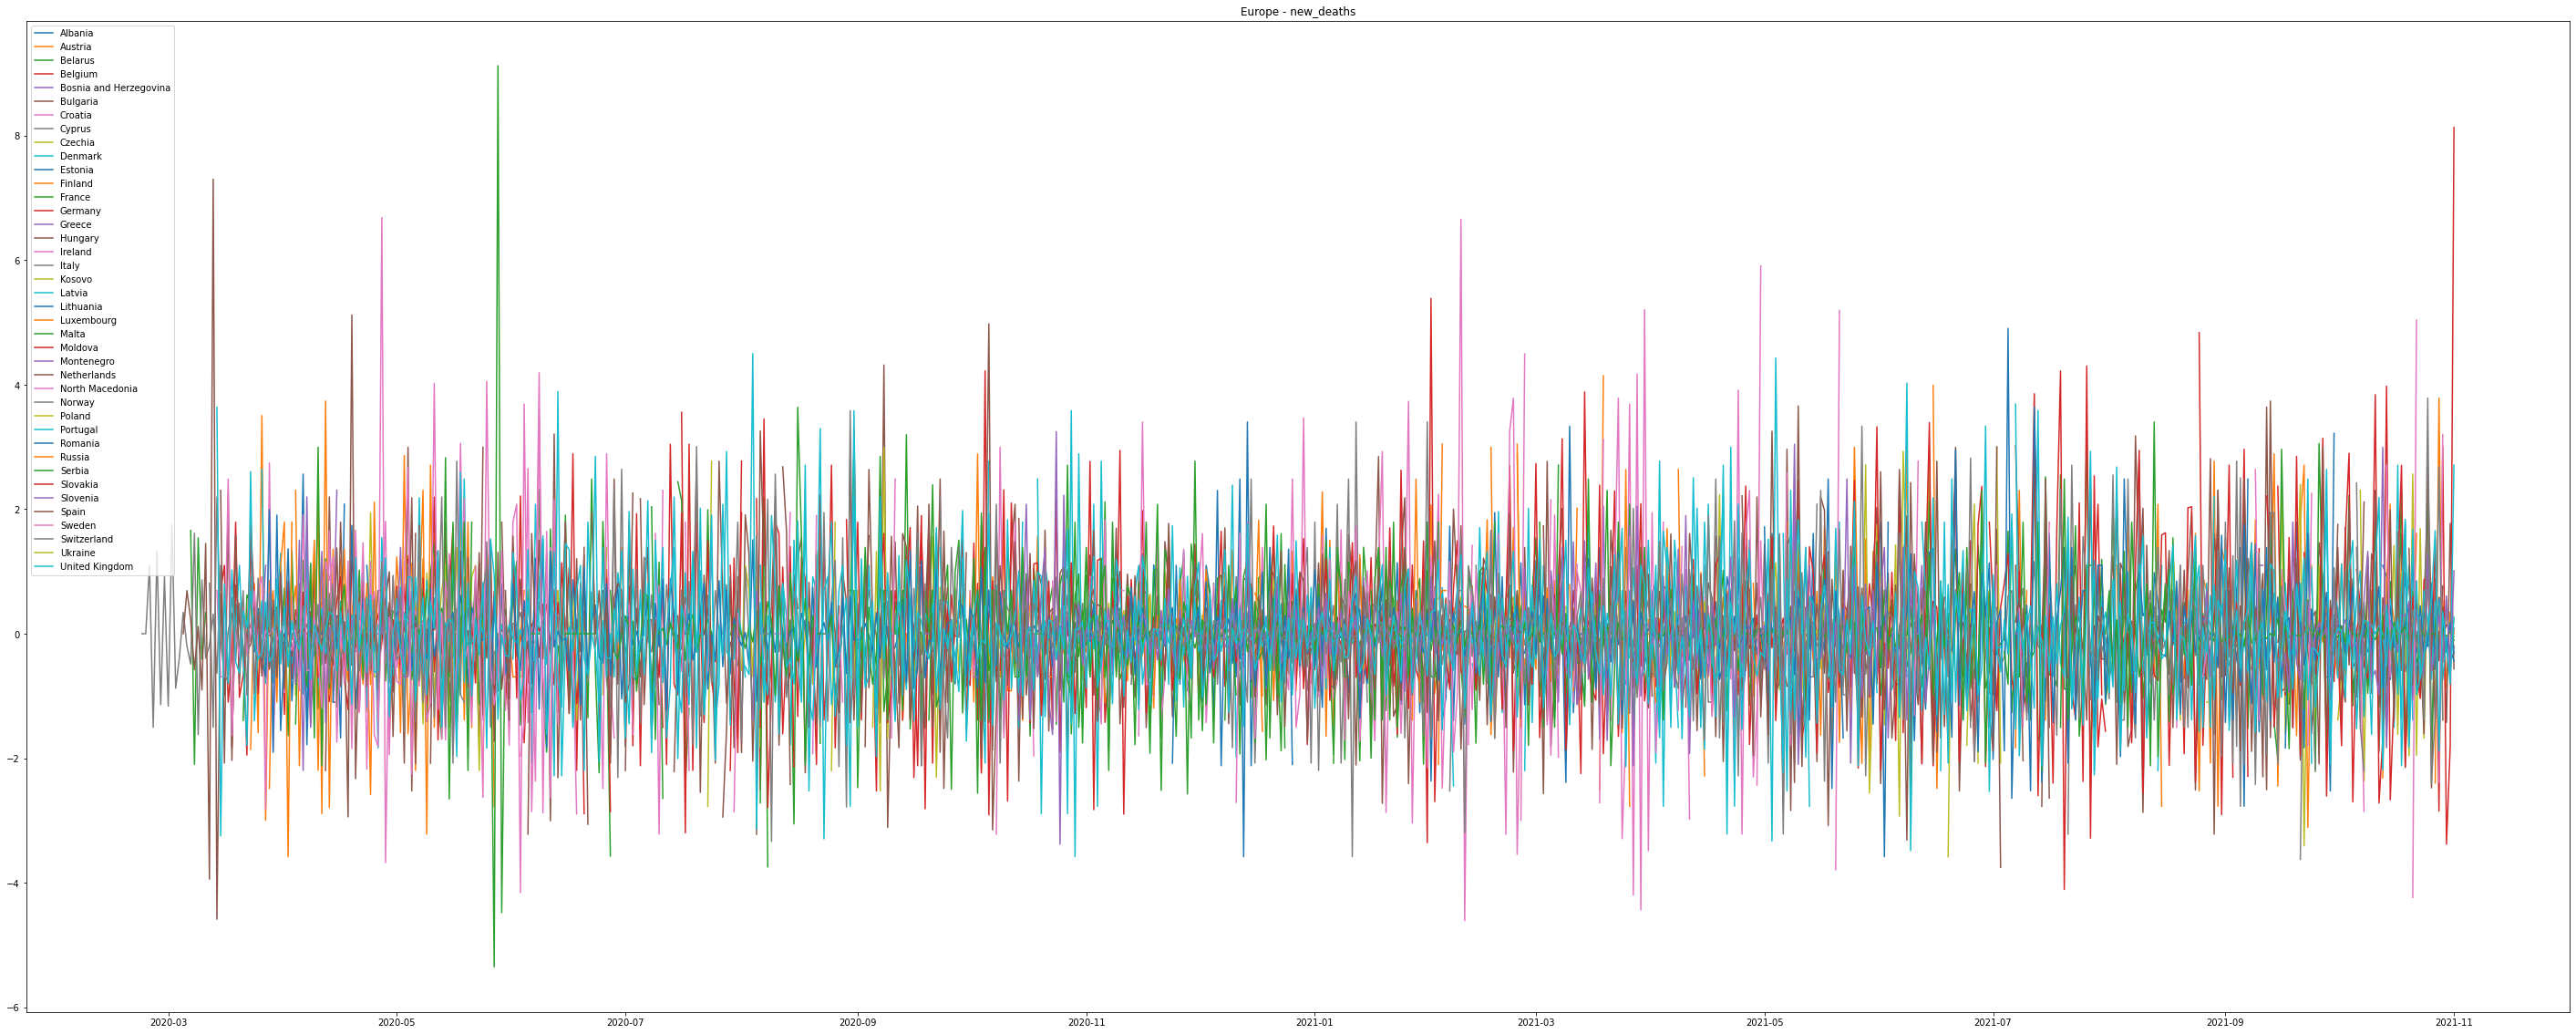 Europe - new_deaths
Albania
Austria
Belarus
Belgium
Bosnia and Herzegovina
Bulgaria
Croatia
Cyprus
Czechia
Denmark
Estonia
Finland
France
Germany
Greece
Hungary
Ireland
Italy
Kosovo
Latvia
Lithuania
Luxembourg
Malta
Moldova
Montenegro
Netherlands
North Macedonia
Norway
Poland
Portugal
Romania
Russia
Serbia
Slovakia
Slovenia
Spain
Sweden
Switzerland
Ukraine
United Kingdom
8
6
4
2
0
−2
−4
−6
2020-03 2020-05 2020-07 2020-09 2020-11 2021-01 2021-03 2021-05 2021-07 2021-09 2021-11